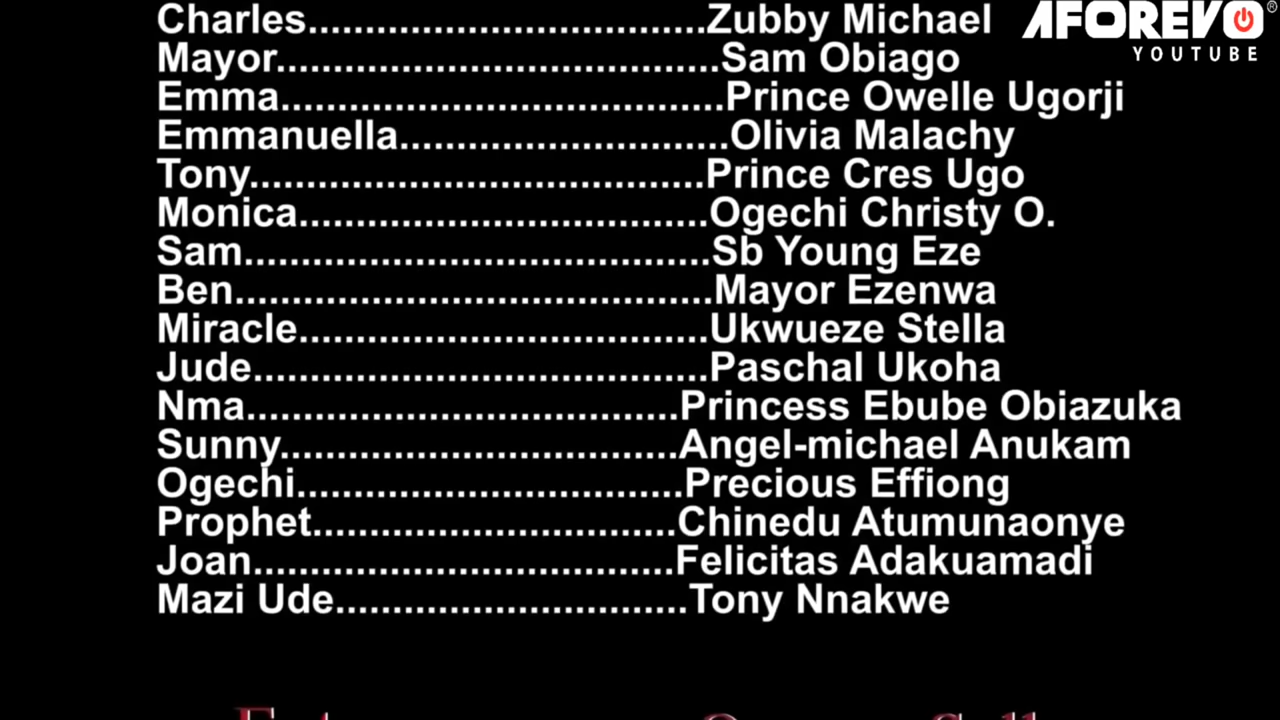 Charles...................................Zubby Michael
Mayor.......................................Sam Obiago
Emma.......................................Prince Owelle Ugorji
Emmanuella.............................Olivia Malachy
Tony........................................Prince Cres Ugo
Monica....................................Ogechi Christy O.
Sam.........................................Sb Young Eze
Ben..........................................Mayor Ezenwa
Miracle....................................Ukwueze Stella
Jude........................................Paschal Ukoha
Nma......................................Princess Ebube Obiazuka
Sunny...................................Angel-michael Anukam
Ogechi..................................Precious Effiong
Prophet................................Chinedu Atumunaonye
Joan.....................................Felicitas Adakuamadi
Mazi Ude...............................Tony Nnakwe
AFOREVO®
YOUTUBE